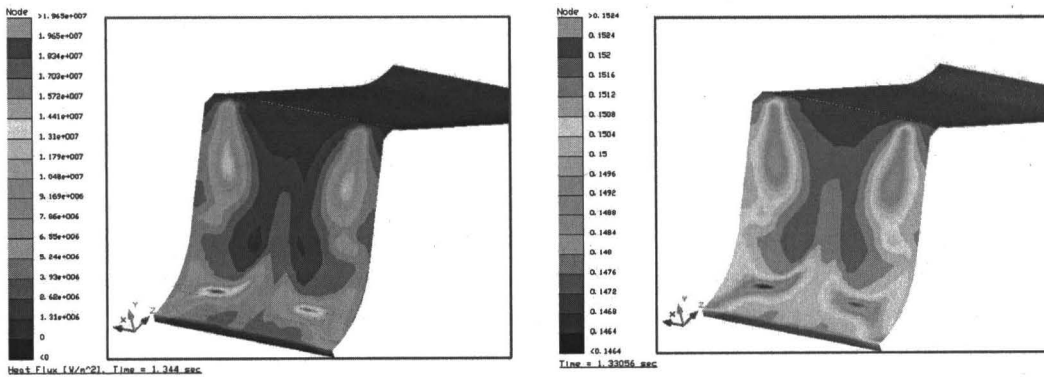 Node
>1.965e+007
1.965e+007
1.834e+007
1.703e+007
1.572e+007
1.441e+007
1.31e+007
1.179e+007
1.048e+007
9.169e+006
7.86e+006
6.55e+006
5.24e+006
3.93e+006
2.62e+006
1.31e+006
0
<0
X
Y
Z
Heat Flux [W/m^2], Time = 1.344 sec
Node
>0.1524
0.1524
0.152
0.1516
0.1512
0.1508
0.1504
0.15
0.1496
0.1492
0.1488
0.1484
0.148
0.1476
0.1472
0.1468
0.1464
<0.1464
X
Y
Z
Time = 1.33056 sec